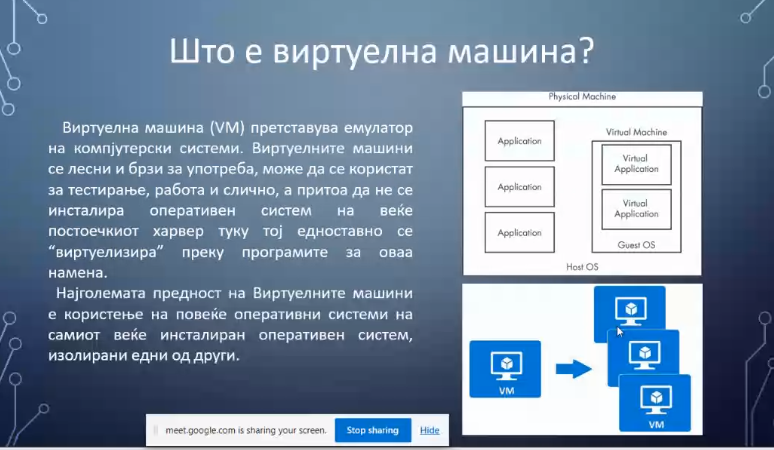 Што е виртуелна машина?
Виртуелна машина (VM) претставува емулатор
на компјутерски системи. Виртуелните машини
се лесни и брзи за употреба, може да се користат
за тестирање, работа и слично, а притоа да не се
инсталира оперативен систем на веќе
постоечкиот харвер туку тој едноставно се
“виртуелизира” преку програмите за оваа
намена.
Најголемата предност на Виртуелните машини
е користење на повеќе оперативни системи на
самиот веќе инсталиран оперативен систем,
изолирани едни од други.
Physical Machine
Application
Application
Application
Virtual Machine
Virtual
Application
Virtual
Application
Guest OS
Host OS
VM
VM
meet.google.com is sharing your screen.
Stop sharing
Hide